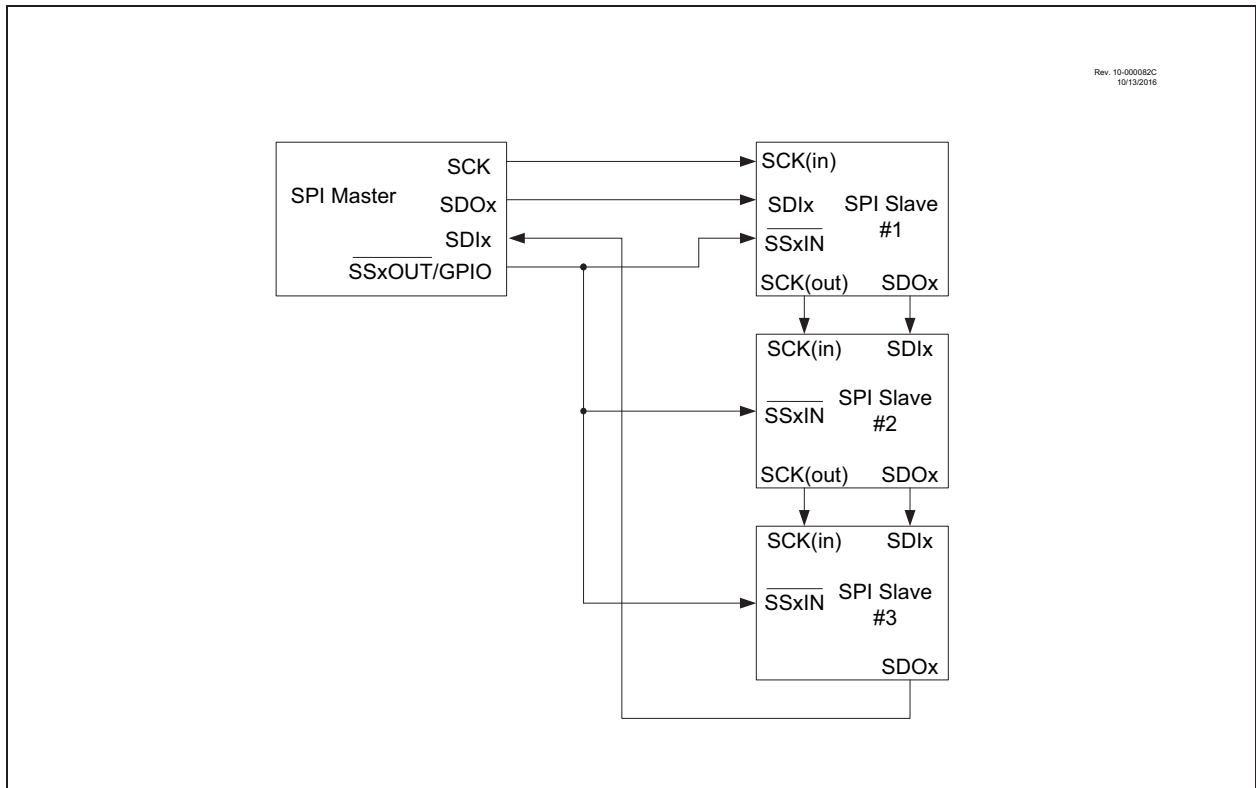 Rev. 10-000082C
10/13/2016
SPI Master
SCK
SDOx
SDIx
SSxOUT/GPIO
SCK(in)
SDIx
SPI Slave
#1
SSxIN
SCK(out) SDOx
SCK(in) SDIx
SPI Slave
#2
SSxIN
SCK(out) SDOx
SCK(in) SDIx
SPI Slave
#3
SSxIN
SDOx